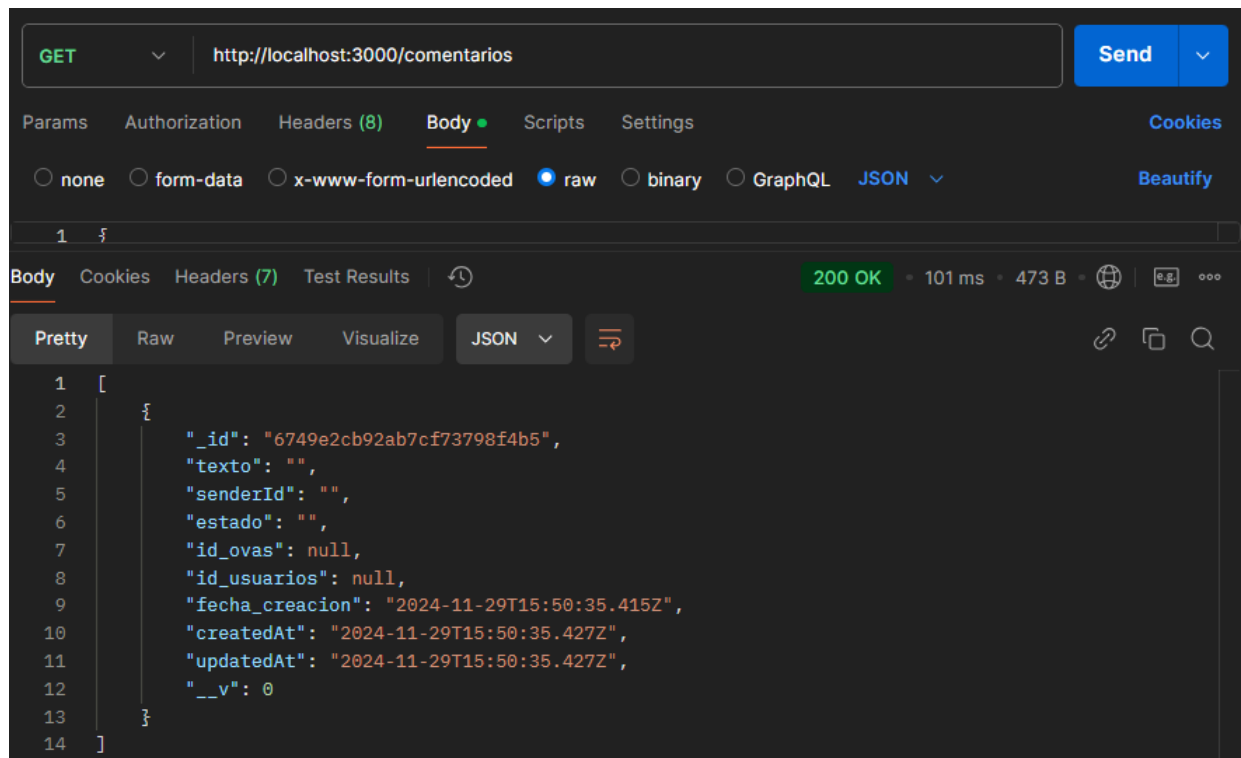 GET http://localhost:3000/comentarios Send
Params Authorization Headers (8) Body Scripts Settings Cookies
none form-data x-www-form-urlencoded raw binary GraphQL JSON Beautify
1 {
Body Cookies Headers (7) Test Results 200 OK 101 ms 473 B e.g.
Pretty Raw Preview Visualize JSON
1 [
2 {
3 "_id": "6749e2cb92ab7cf73798f4b5",
4 "texto": "",
5 "senderId": "",
6 "estado": "",
7 "id_ovas": null,
8 "id_usuarios": null,
9 "fecha_creacion": "2024-11-29T15:50:35.415Z",
10 "createdAt": "2024-11-29T15:50:35.427Z",
11 "updatedAt": "2024-11-29T15:50:35.427Z",
12 "__v": 0
13 }
14 ]